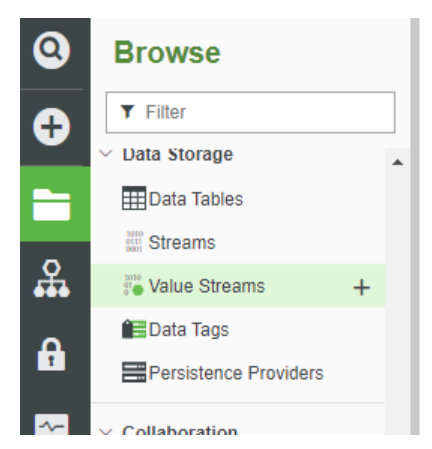 Browse
Filter
Data Storage
Data Tables
Streams
Value Streams
Data Tags
Persistence Providers
Collaboration